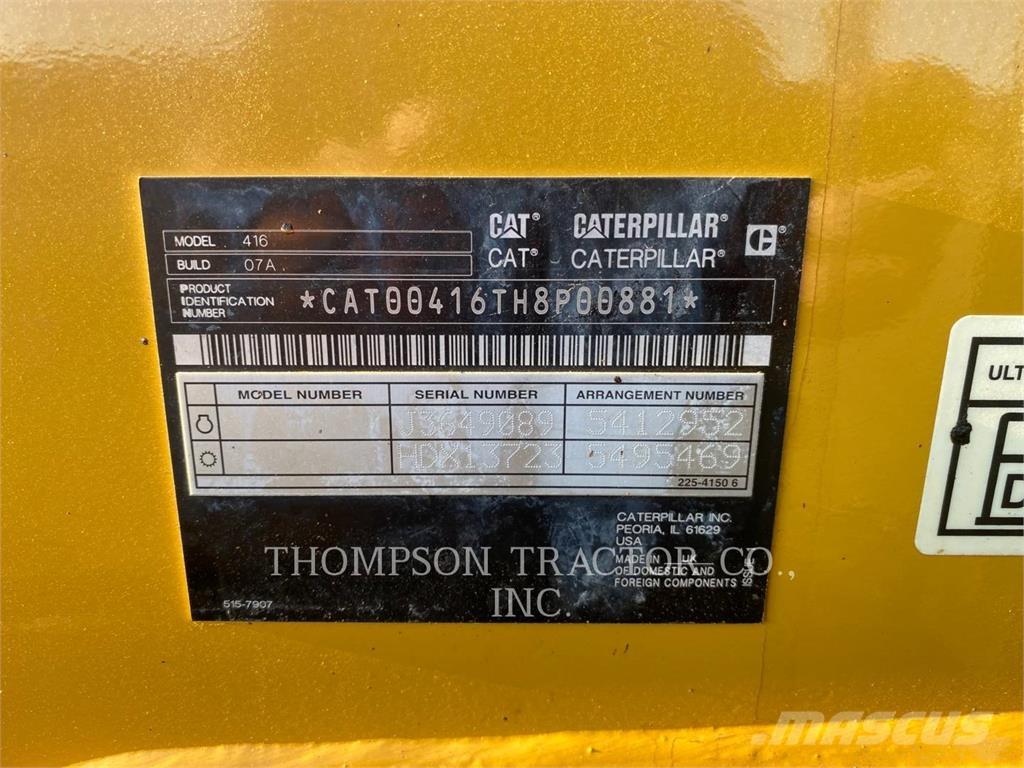 CAT® CATERPILLAR®
CAT® CATERPILLAR® C®
MODEL 416
BUILD 07A
PRODUCT IDENTIFICATION NUMBER *CAT00416TH8P00881*
MODEL NUMBER SERIAL NUMBER ARRANGEMENT NUMBER
J3649089 5412952
HD813723 5495469
225-4150 6
CATERPILLAR INC.
PEORIA, IL 61629
USA
MADE IN UK
OF DOMESTIC AND
FOREIGN COMPONENTS
ISSUE
515-7907
THOMPSON TRACTOR CO.,
INC.
ULT
D
MASCUS